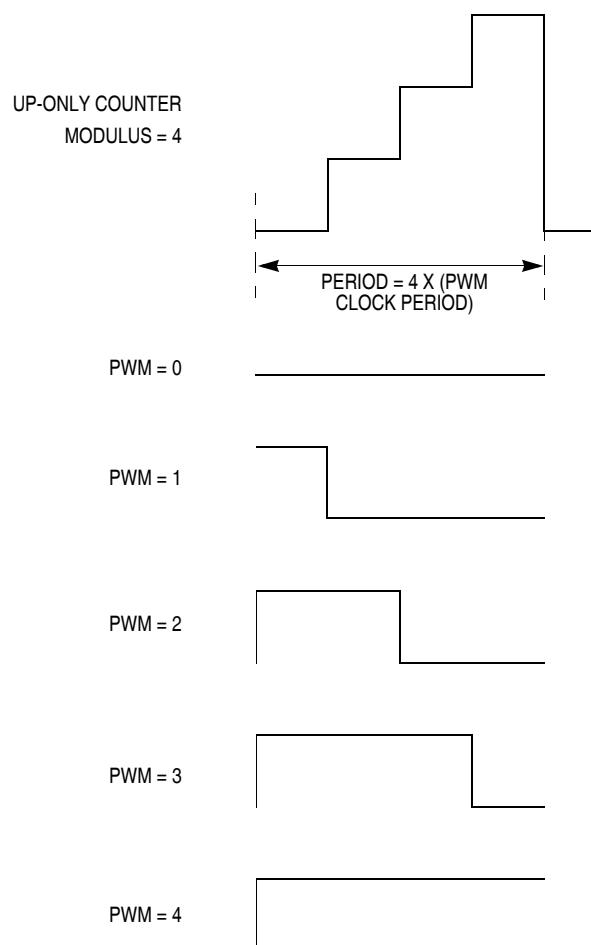 UP-ONLY COUNTER
MODULUS = 4
PERIOD = 4 X (PWM
CLOCK PERIOD)
PWM = 0
PWM = 1
PWM = 2
PWM = 3
PWM = 4